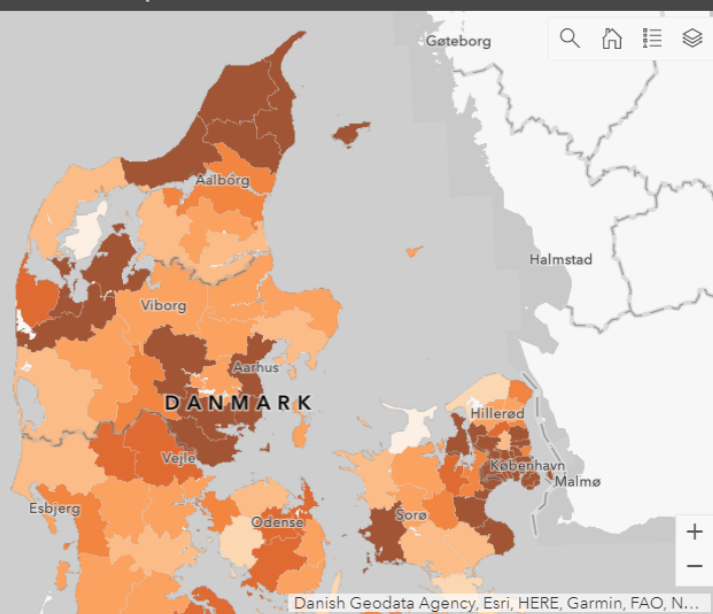 Göteborg
Aalborg
Halmstad
Viborg
Aarhus
DANMARK
Hillerød
Vejle
København
Malmø
Esbjerg
Sorø
Odense
+
−
Danish Geodata Agency, Esri, HERE, Garmin, FAO, N...